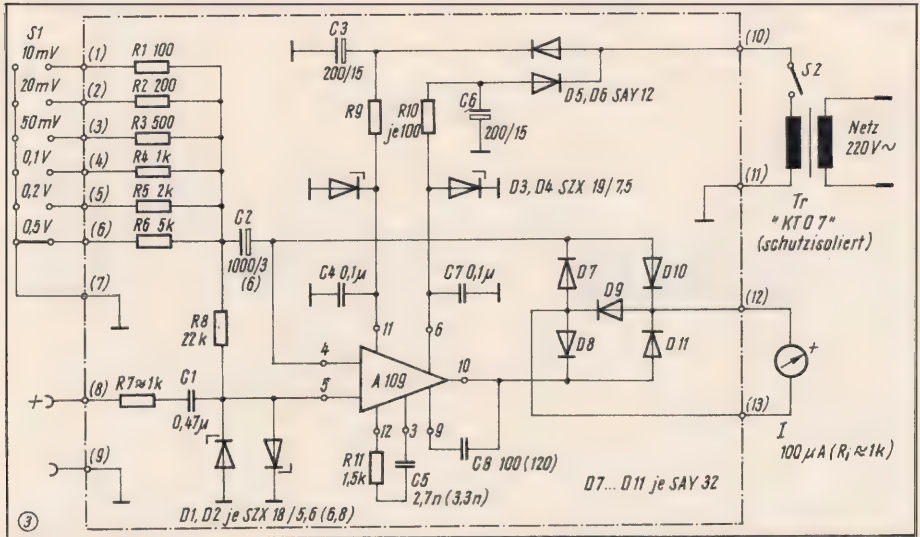 S1
10mV
(1)
R1 100
20mV
(2)
R2 200
50mV
(3)
R3 500
0,1V
(4)
R4 1k
0,2V
(5)
R5 2k
0,5V
(6)
R6 5k
(7)
C2
1000/3
(6)
R8
22k
(8)
R7≈1k
C1
0,47µ
(9)
D1, D2 je SZX 18/5,6 (6,8)
C3
200/15
R9
R10
je100
C6
200/15
D5, D6 SAY 12
D3, D4 SZX 19/7,5
C4 0,1µ
C7 0,1µ
11
6
4
5
A 109
10
12
3
9
R11
1,5k
C5
2,7n (3,3n)
C8 100 (120)
D7
D10
D9
D8
D11
D7... D11 je SAY 32
(10)
S2
Netz
220V~
(11)
Tr
"KT 0 7"
(schutzisoliert)
(12)
+
(13)
I
100µA (Ri≈1k)
+
3